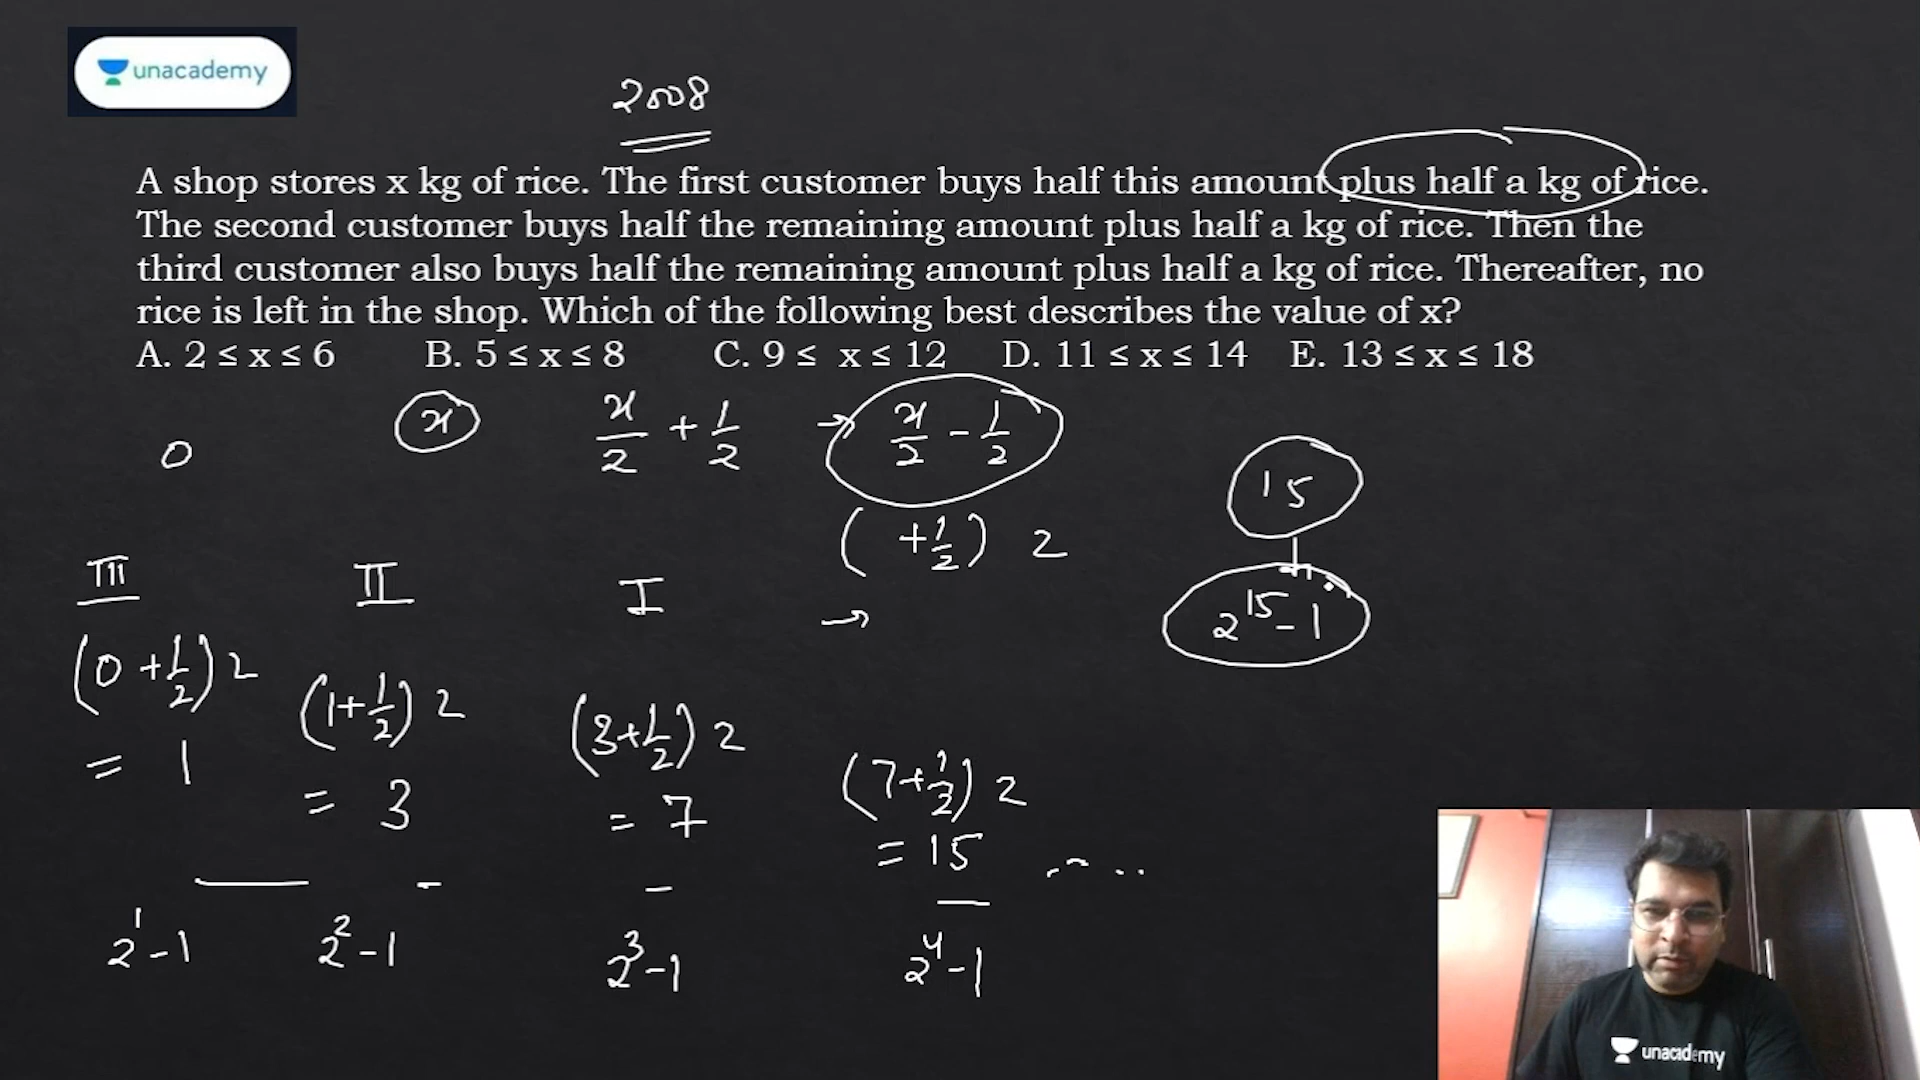 unacademy
2008
A shop stores x kg of rice. The first customer buys half this amount plus half a kg of rice.
The second customer buys half the remaining amount plus half a kg of rice. Then the
third customer also buys half the remaining amount plus half a kg of rice. Thereafter, no
rice is left in the shop. Which of the following best describes the value of x?
A. 2 ≤ x ≤ 6 B. 5 ≤ x ≤ 8 C. 9 ≤ x ≤ 12 D. 11 ≤ x ≤ 14 E. 13 ≤ x ≤ 18
0 x x/2 + 1/2 → x/2 - 1/2
15
( +1/2) 2
III II I →
2^15 - 1
(0 + 1/2) 2 (1 + 1/2) 2 (3 + 1/2) 2 (7 + 1/2) 2
= 1 = 3 = 7 = 15 ....
2^1 - 1 2^2 - 1 2^3 - 1 2^4 - 1
unacademy